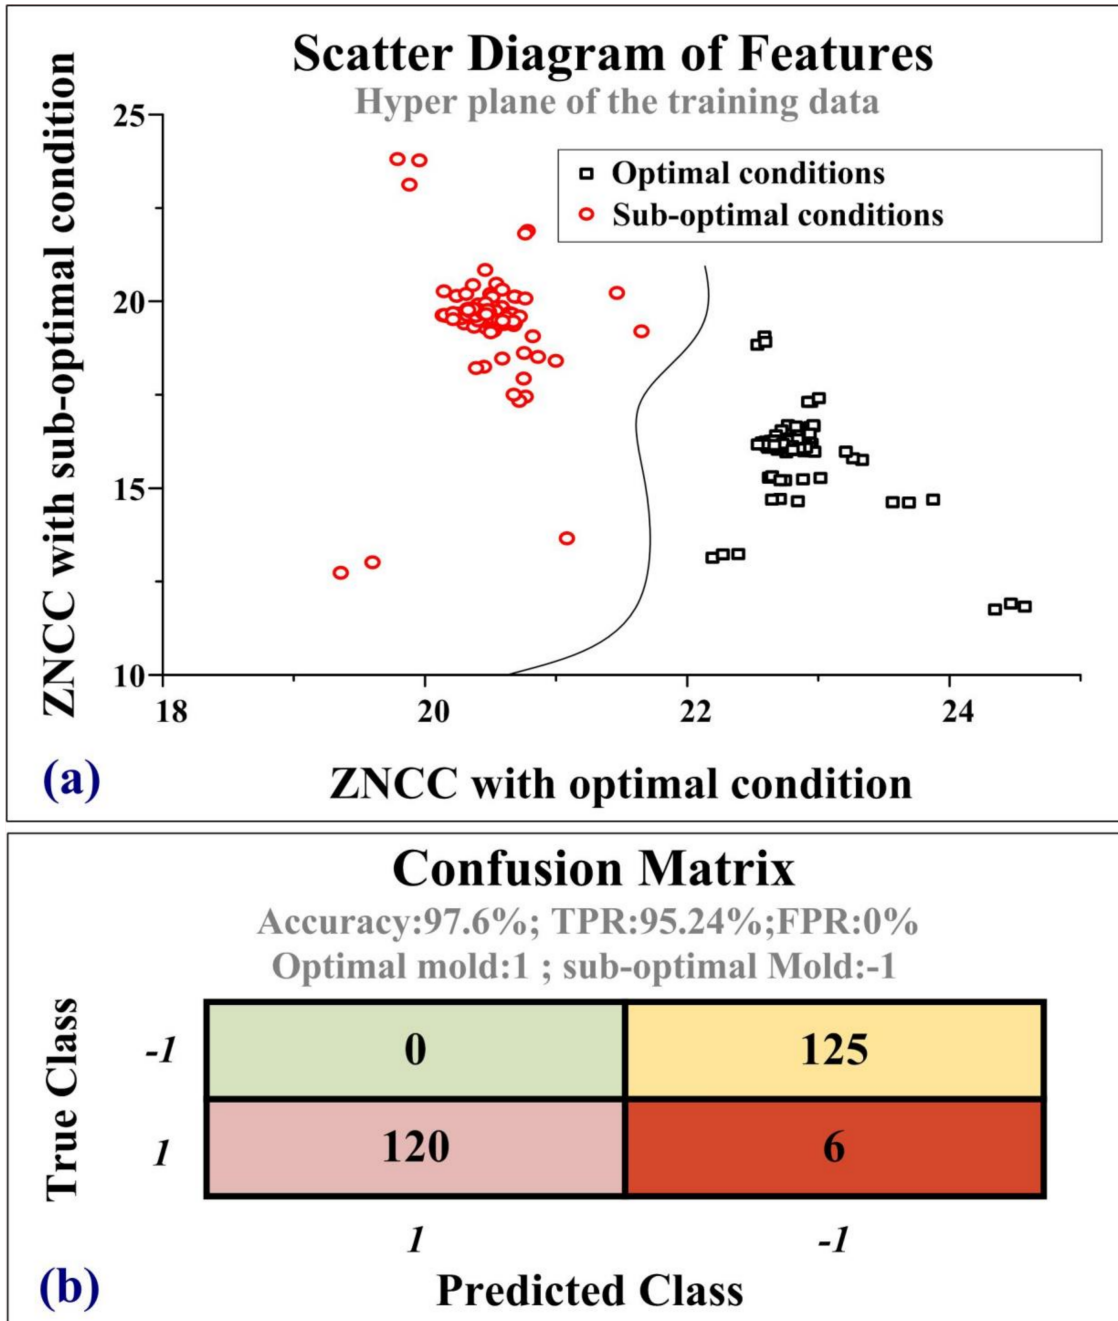 Scatter Diagram of Features
Hyper plane of the training data
ZNCC with sub-optimal condition
25
20
15
10
Optimal conditions
Sub-optimal conditions
18
20
22
24
(a)
ZNCC with optimal condition
Confusion Matrix
Accuracy:97.6%; TPR:95.24%;FPR:0%
Optimal mold:1 ; sub-optimal Mold:-1
True Class
-1
0
125
1
120
6
1
-1
(b)
Predicted Class